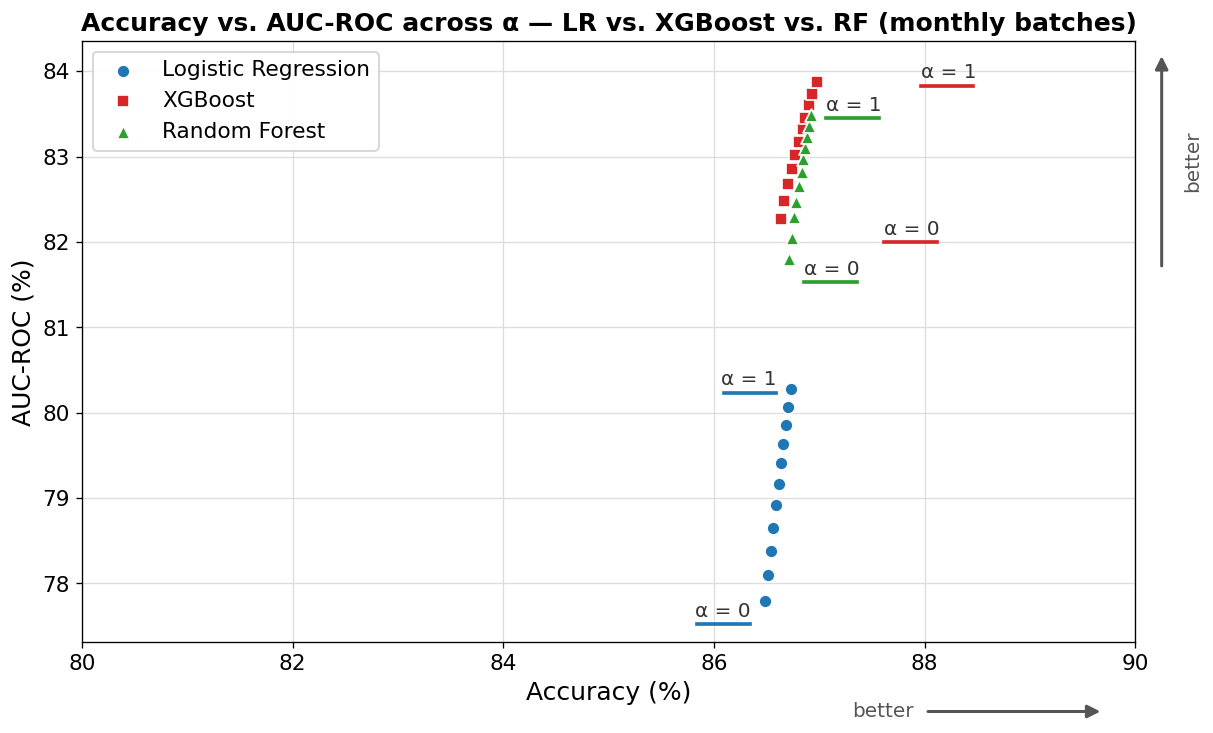 Accuracy vs. AUC-ROC across α — LR vs. XGBoost vs. RF (monthly batches)
Logistic Regression
XGBoost
Random Forest
α = 1
α = 1
α = 0
α = 0
α = 1
α = 0
84
83
82
81
80
79
78
AUC-ROC (%)
better
80 82 84 86 88 90
Accuracy (%)
better